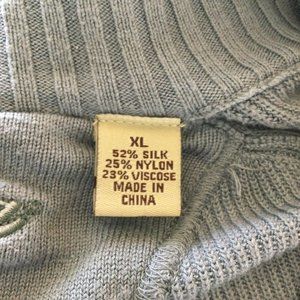 XL
52% SILK
25% NYLON
23% VISCOSE
MADE IN
CHINA